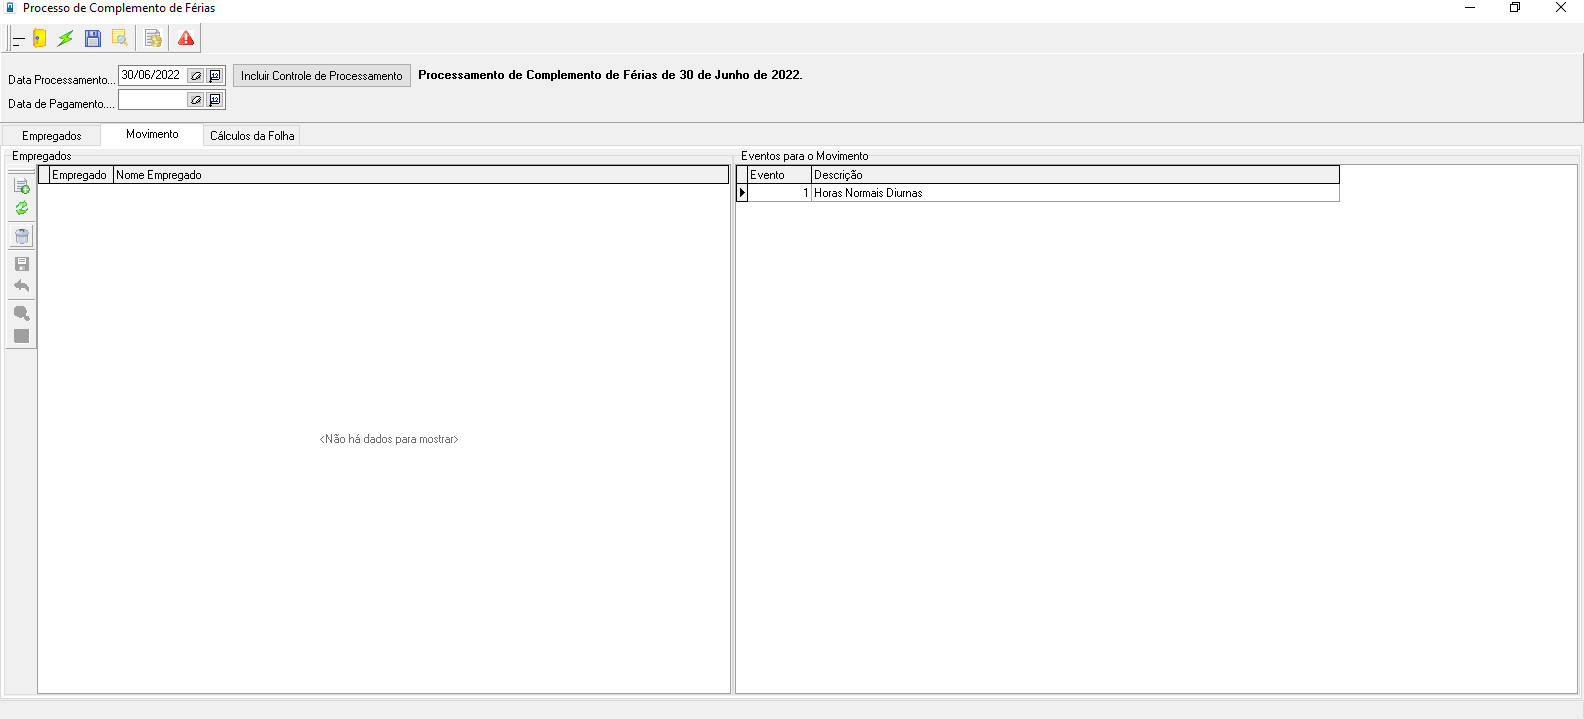 Processo de Complemento de Férias
Data Processamento... 30/06/2022 Incluir Controle de Processamento Processamento de Complemento de Férias de 30 de Junho de 2022.
Data de Pagamento....
Empregados Movimento Cálculos da Folha
Empregados
Empregado Nome Empregado
<Não há dados para mostrar>
Eventos para o Movimento
Evento Descrição
1 Horas Normais Diurnas